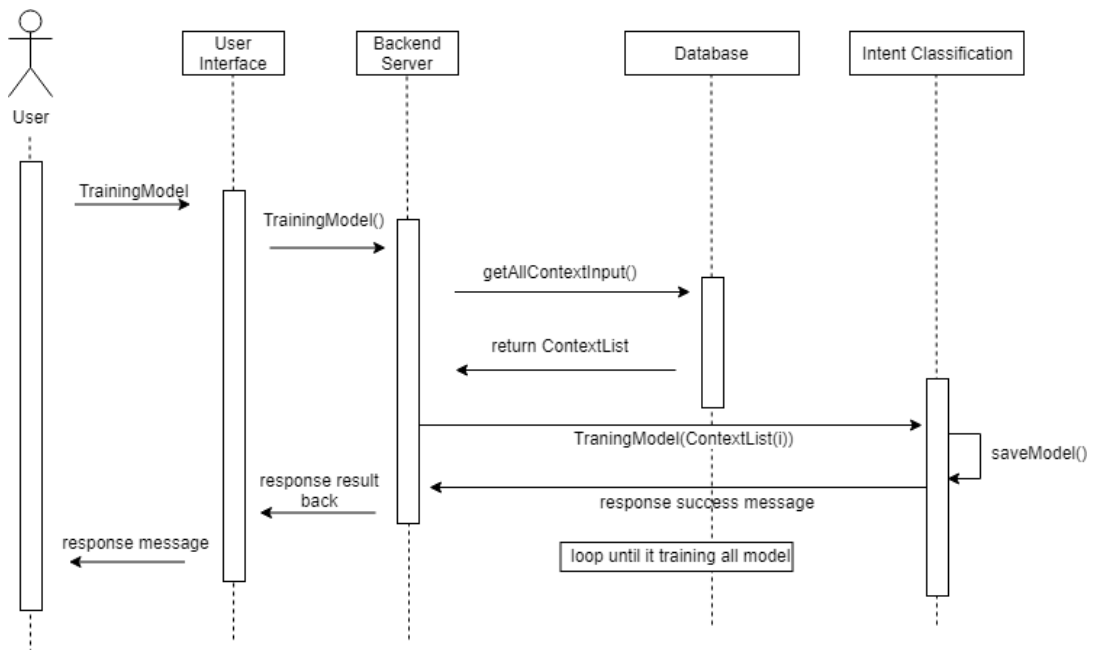 User
Interface
Backend
Server
Database
Intent Classification
User
TrainingModel
TrainingModel()
getAllContextInput()
return ContextList
TraningModel(ContextList(i))
saveModel()
response result
back
response success message
response message
loop until it training all model